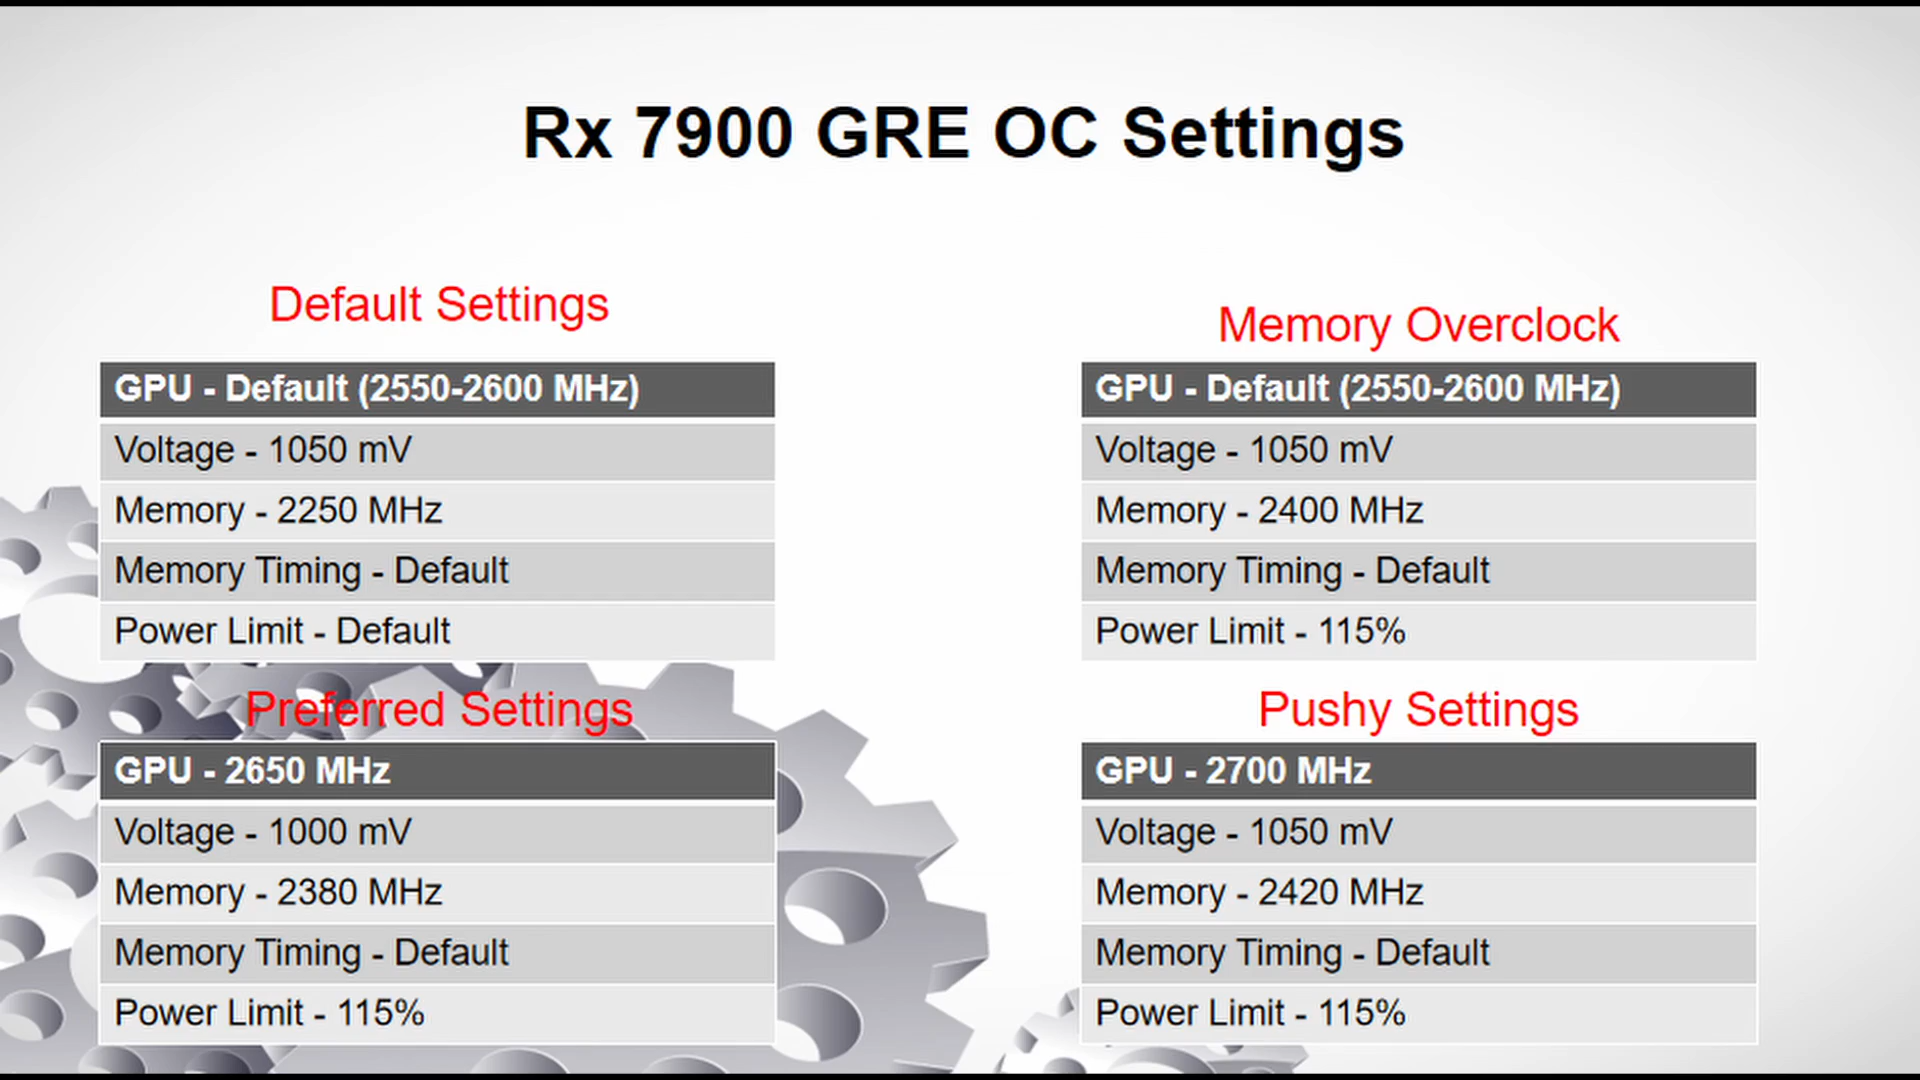 Rx 7900 GRE OC Settings
Default Settings
GPU - Default (2550-2600 MHz)
Voltage - 1050 mV
Memory - 2250 MHz
Memory Timing - Default
Power Limit - Default
Memory Overclock
GPU - Default (2550-2600 MHz)
Voltage - 1050 mV
Memory - 2400 MHz
Memory Timing - Default
Power Limit - 115%
Preferred Settings
GPU - 2650 MHz
Voltage - 1000 mV
Memory - 2380 MHz
Memory Timing - Default
Power Limit - 115%
Pushy Settings
GPU - 2700 MHz
Voltage - 1050 mV
Memory - 2420 MHz
Memory Timing - Default
Power Limit - 115%